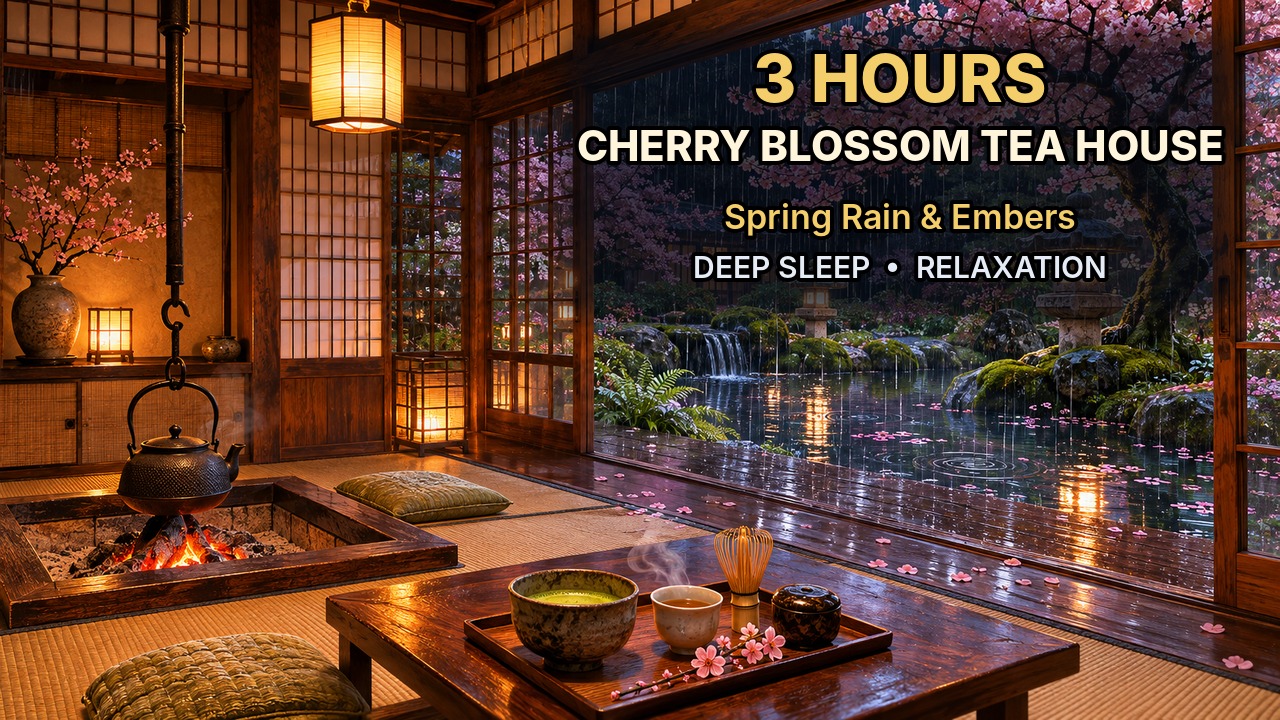 3 HOURS
CHERRY BLOSSOM TEA HOUSE
Spring Rain & Embers
DEEP SLEEP • RELAXATION